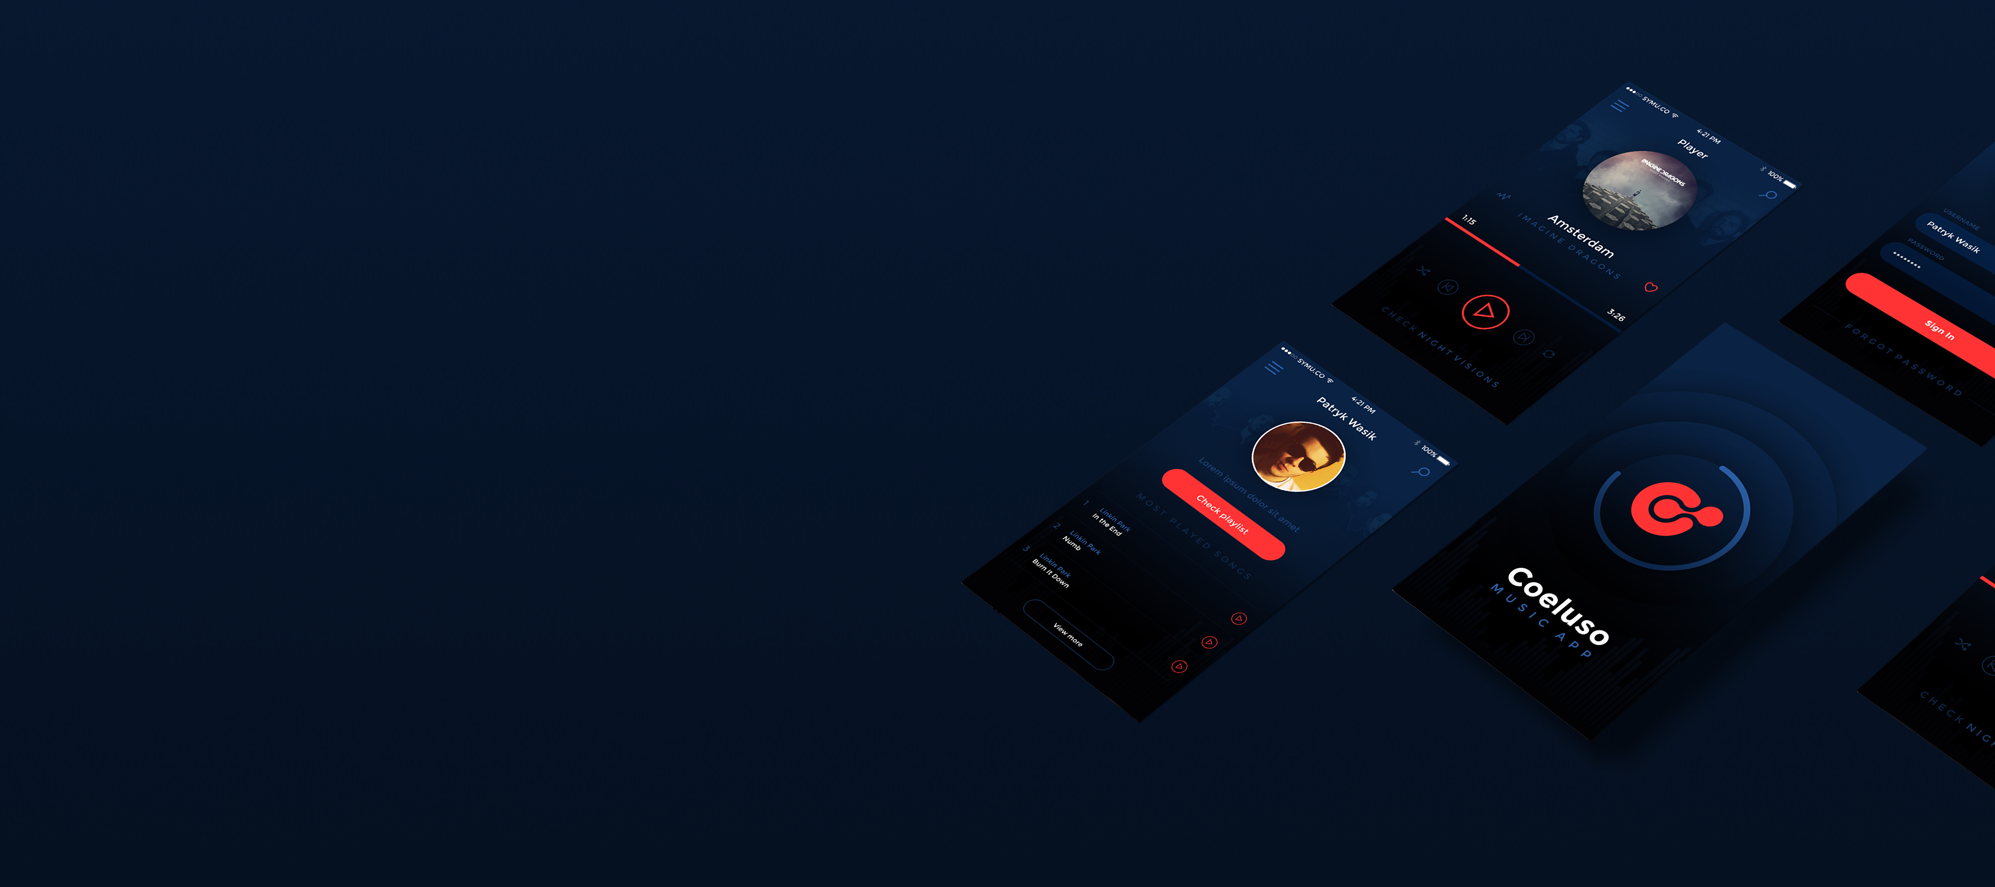 SYMU.CO
4:21 PM
100%
Player
IMAGINE DRAGONS
Amsterdam
IMAGINE DRAGONS
1:15
3:26
CHECK NIGHT VISIONS
USERNAME
Patryk Wasik
PASSWORD
Sign In
FORGOT PASSWORD
SYMU.CO
4:21 PM
100%
Patryk Wasik
Lorem ipsum dolor sit amet
Check playlist
MOST PLAYED SONGS
1
Linkin Park
In the End
2
Linkin Park
Numb
3
Linkin Park
Burn It Down
View more
Coeluso
MUSIC APP
CHECK